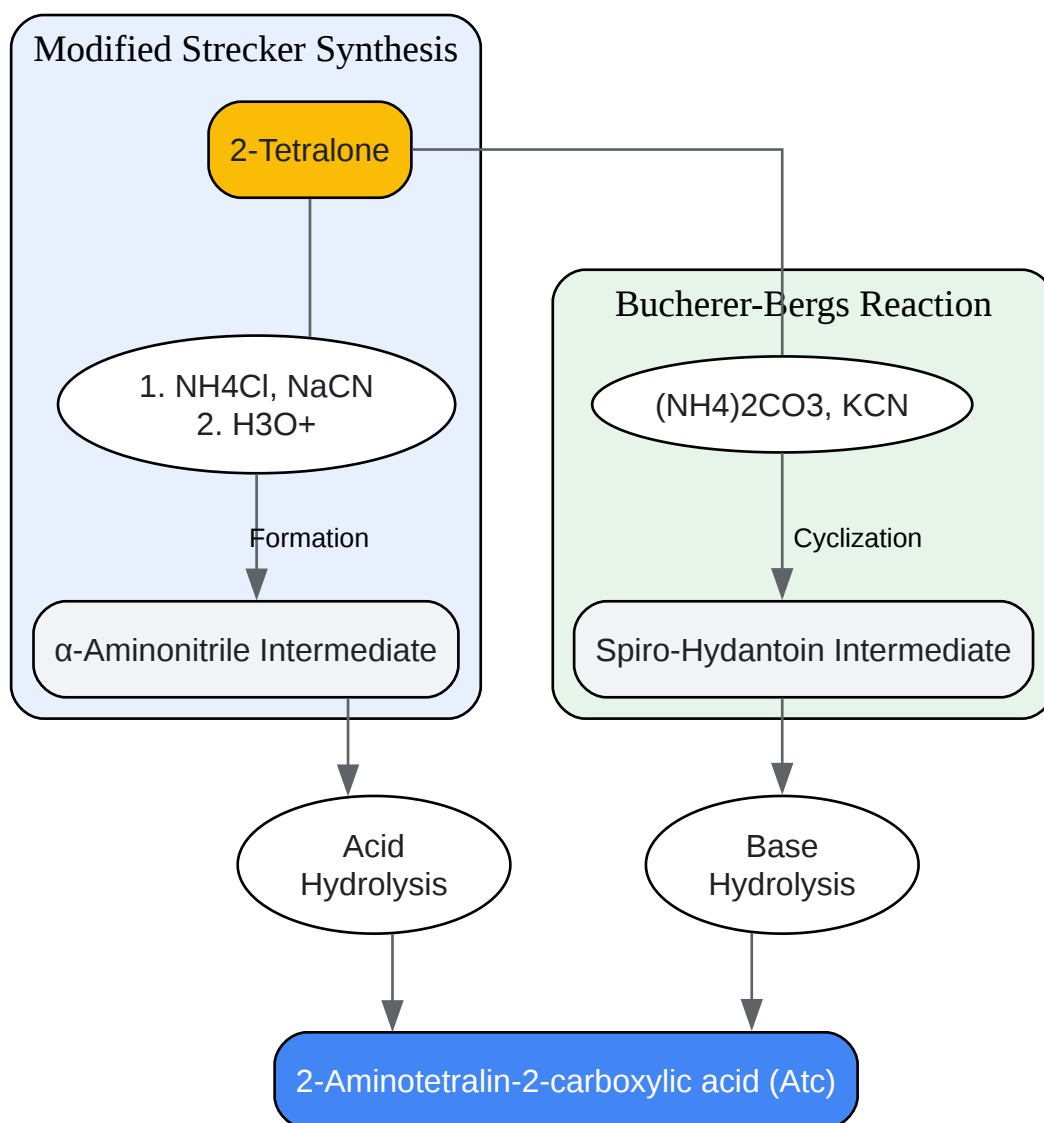 Modified Strecker Synthesis
2-Tetralone
Bucherer-Bergs Reaction
1. NH4Cl, NaCN
2. H3O+
(NH4)2CO3, KCN
Formation
Cyclization
α-Aminonitrile Intermediate
Spiro-Hydantoin Intermediate
Acid
Hydrolysis
Base
Hydrolysis
2-Aminotetralin-2-carboxylic acid (Atc)